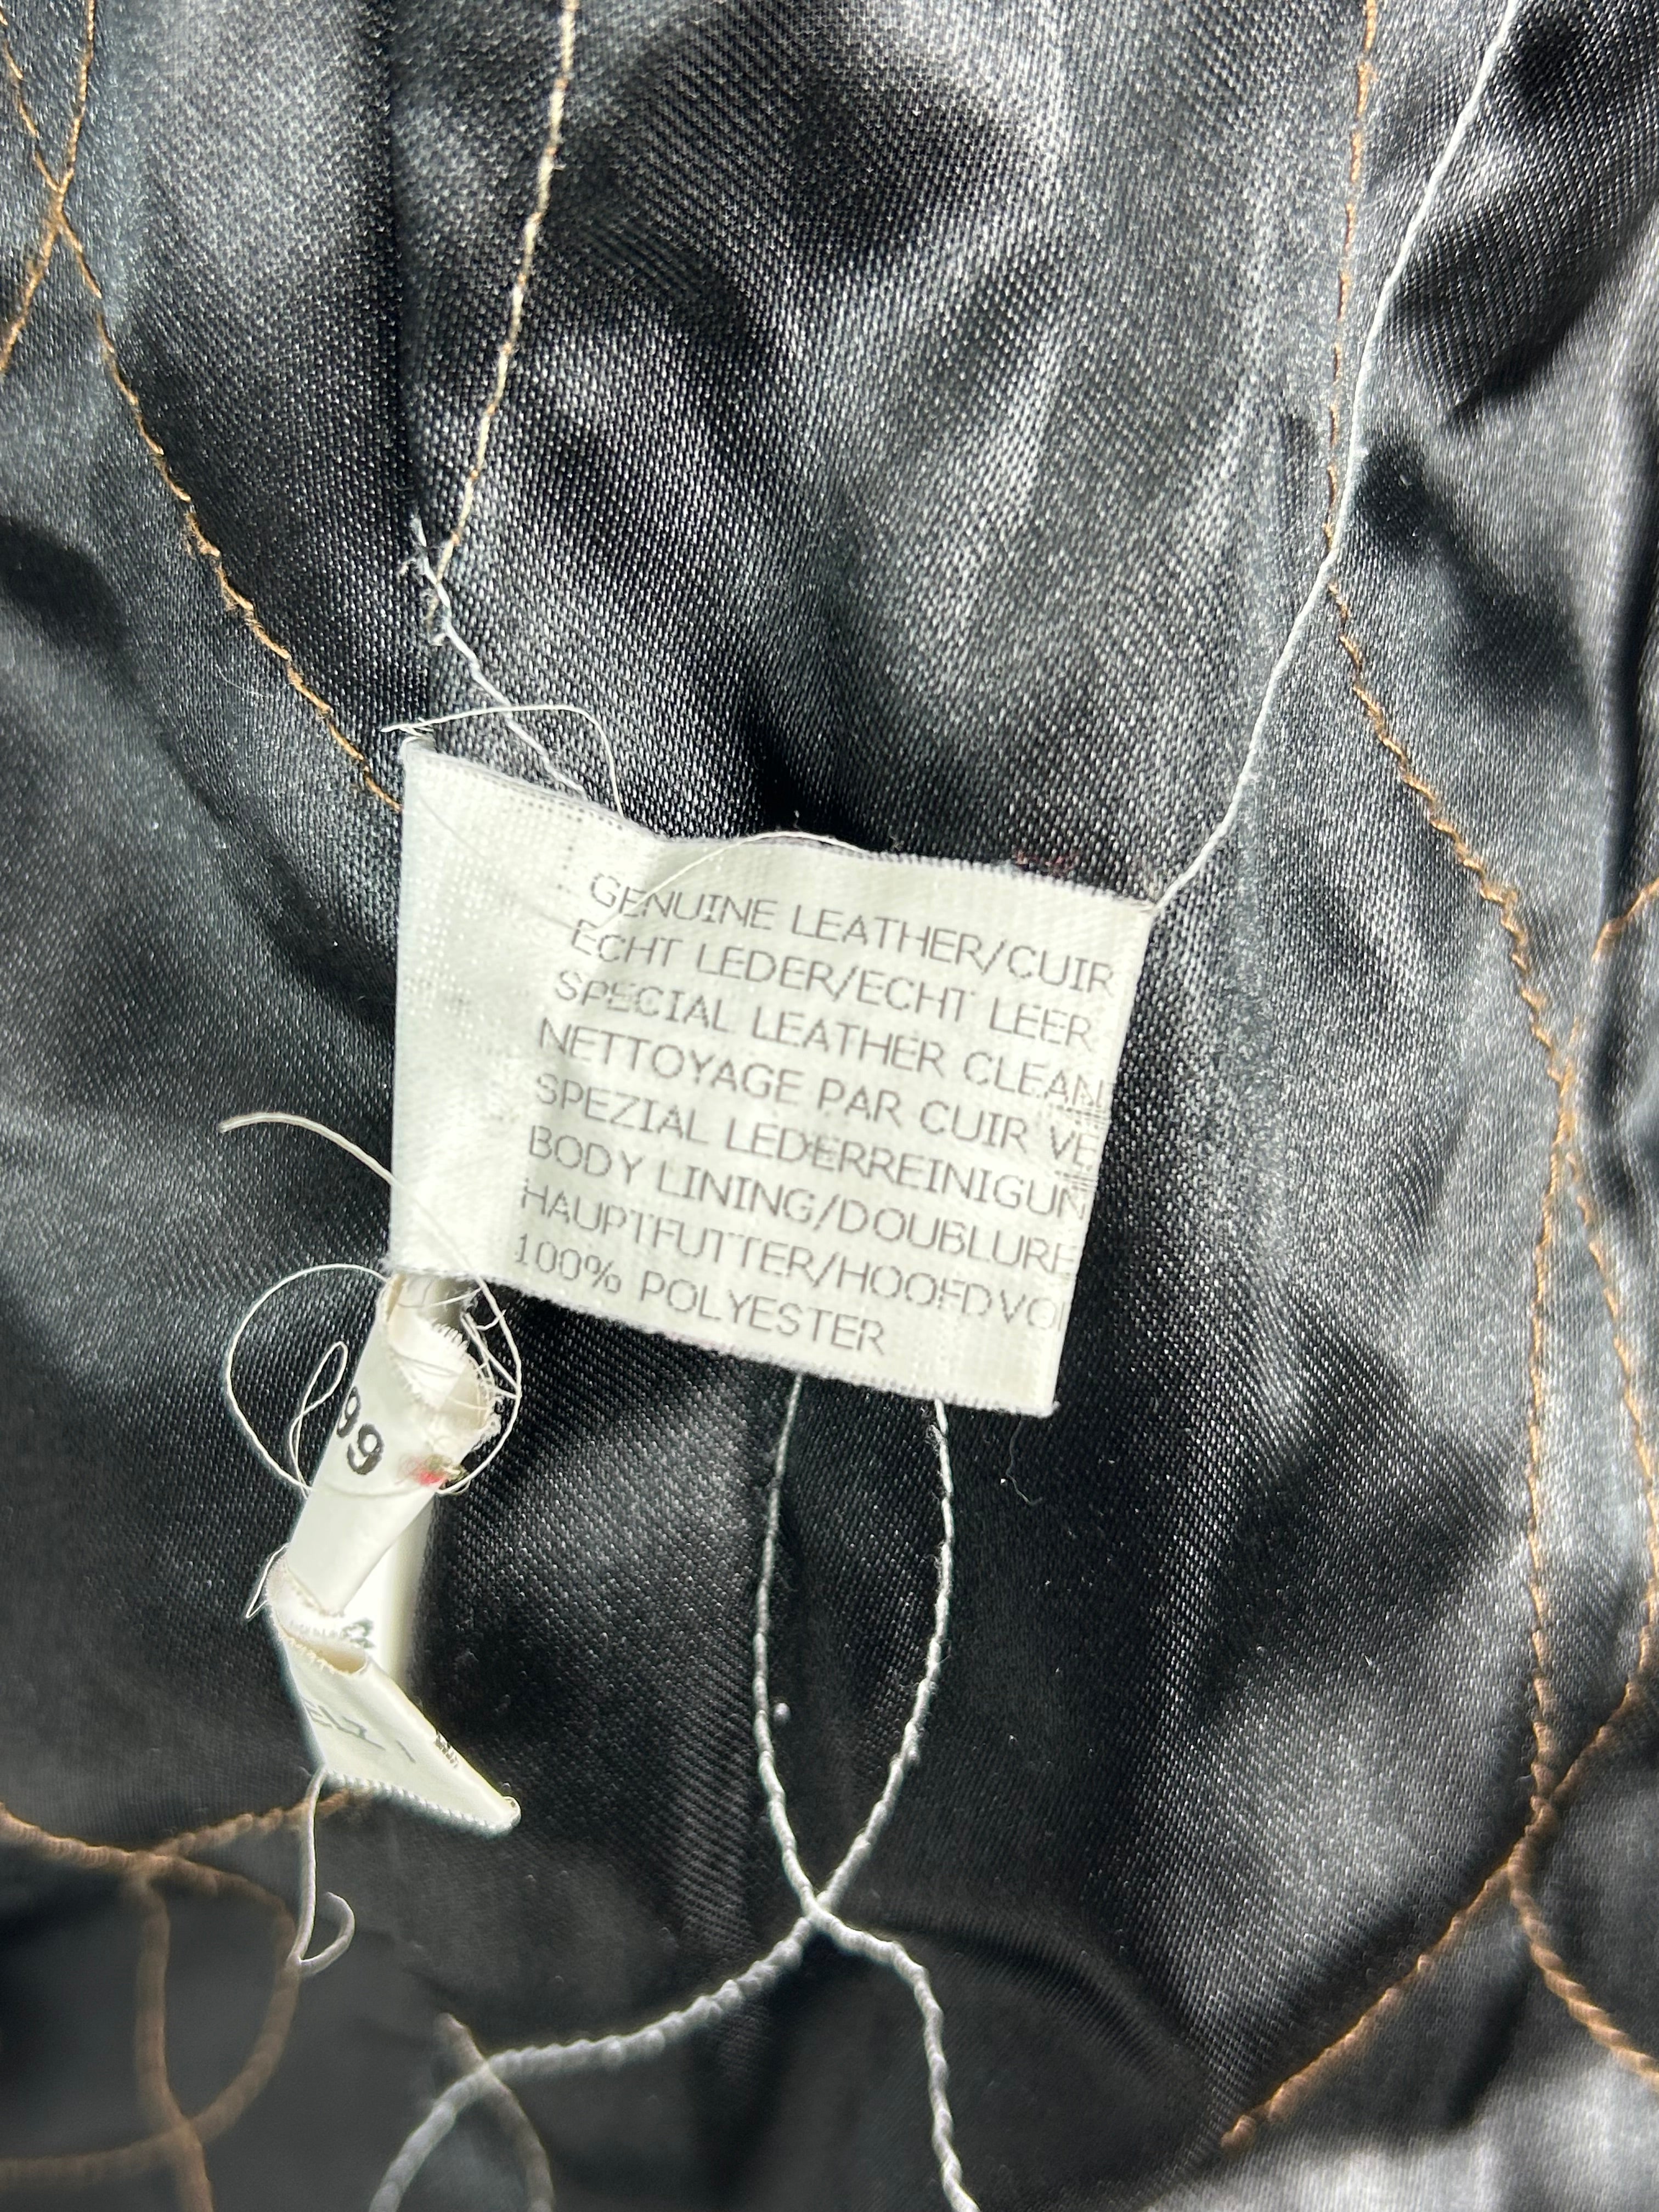 GENUINE LEATHER/CUIR
ECHT LEDER/ECHT LEER
SPECIAL LEATHER CLEAN
NETTOYAGE PAR CUIR VE
SPEZIAL LEDERREINIGUN
BODY LINING/DOUBLURE
HAUPTFUTTER/HOOFDVO
100% POLYESTER
99